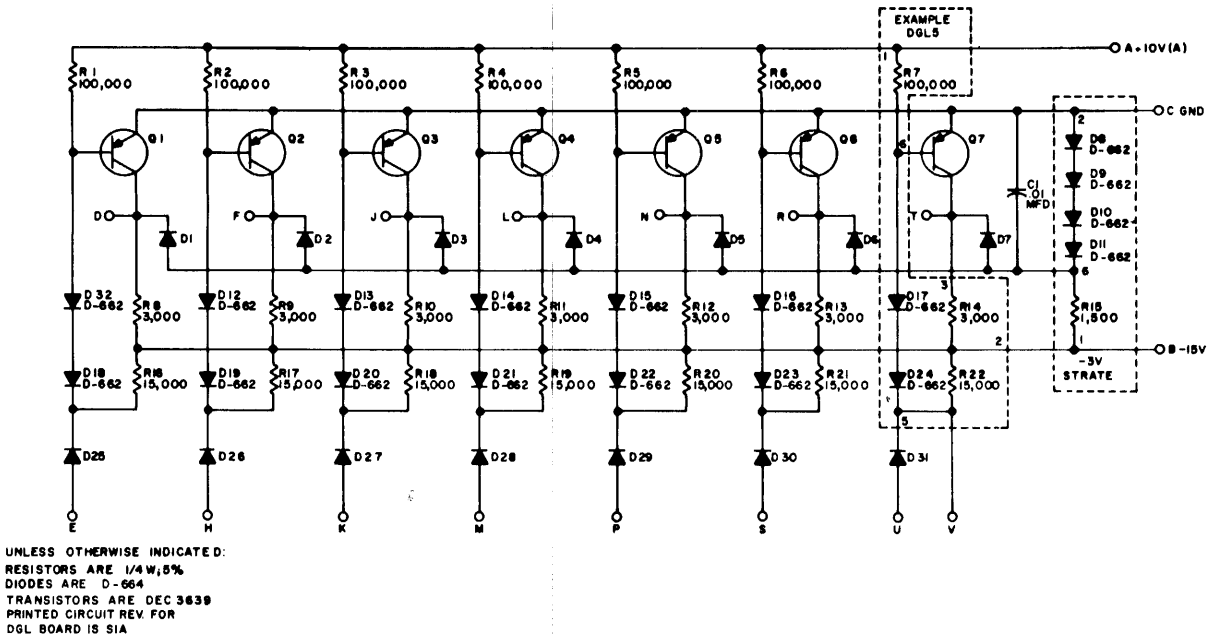 EXAMPLE
DGL5
A+10V(A)
1
R1
100,000
R2
100,000
R3
100,000
R4
100,000
R5
100,000
R6
100,000
R7
100,000
C GND
2
Q1
Q2
Q3
Q4
Q5
Q6
6
Q7
C1
.01
MFD
D8
D-662
D9
D-662
D10
D-662
D11
D-662
D
F
J
L
N
R
T
D1
D2
D3
D4
D5
D6
D7
6
3
D32
D-662
R8
3,000
D12
D-662
R9
3,000
D13
D-662
R10
3,000
D14
D-662
R11
3,000
D15
D-662
R12
3,000
D16
D-662
R13
3,000
D17
D-662
R14
3,000
R15
1,500
2
1
B-15V
-3V
STRATE
D18
D-662
R16
15,000
D19
D-662
R17
15,000
D20
D-662
R18
15,000
D21
D-662
R19
15,000
D22
D-662
R20
15,000
D23
D-662
R21
15,000
D24
D-662
R22
15,000
5
D25
D26
D27
D28
D29
D30
D31
E
H
K
M
P
S
U
V
UNLESS OTHERWISE INDICATED:
RESISTORS ARE 1/4W;5%
DIODES ARE D-664
TRANSISTORS ARE DEC 3639
PRINTED CIRCUIT REV. FOR
DGL BOARD IS SIA